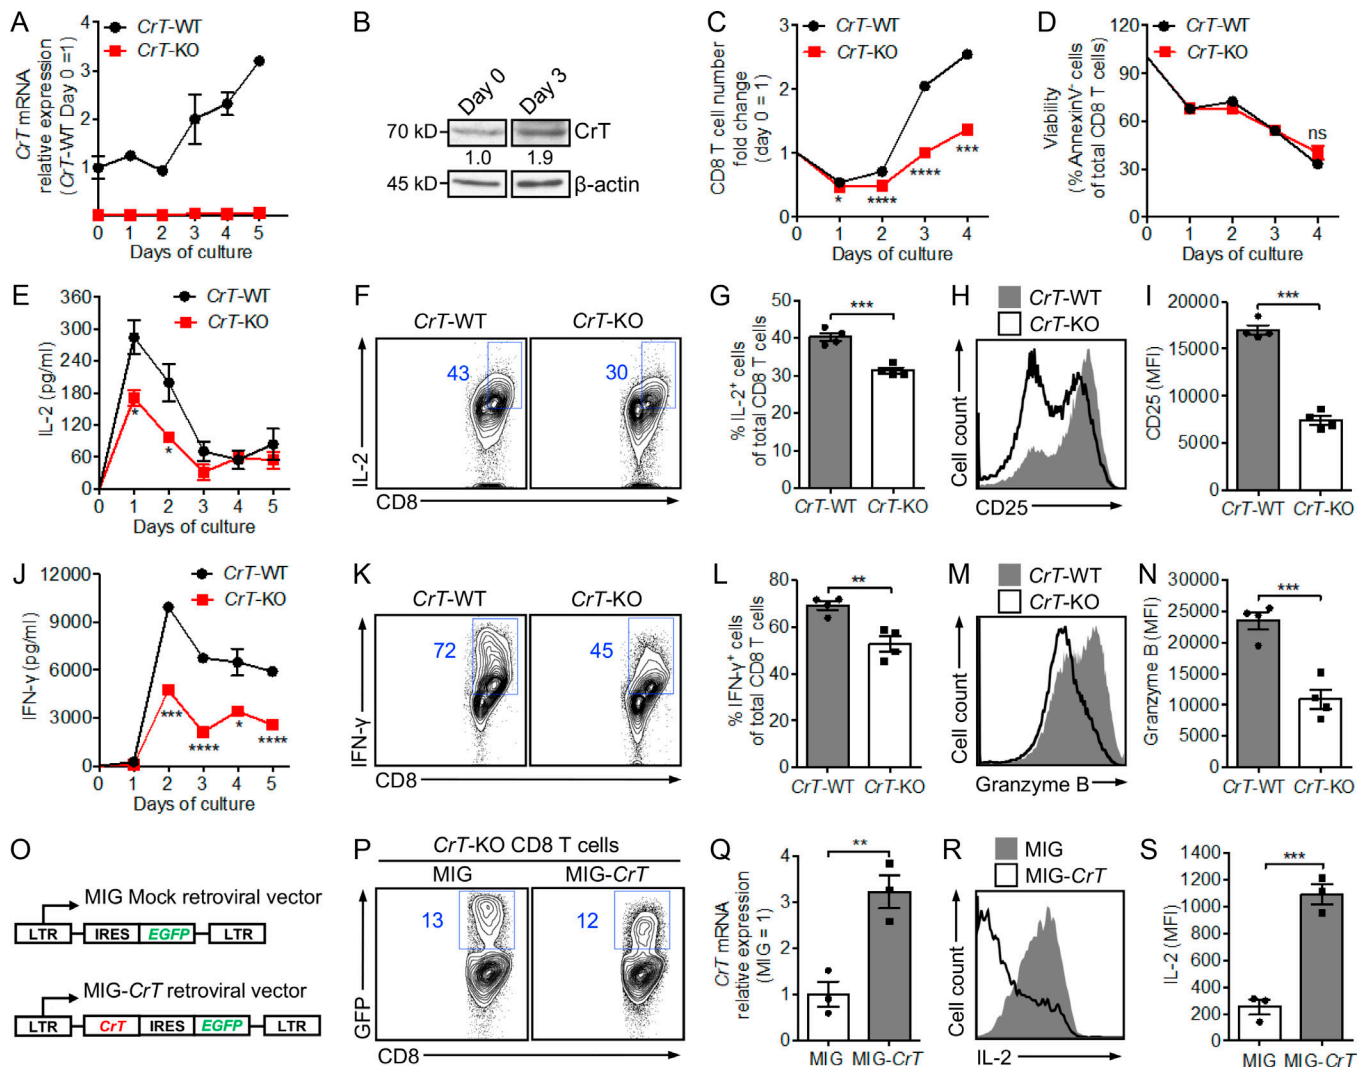 A
CrT mRNA
relative expression
(CrT-WT Day 0 =1)
4
3
2
1
CrT-WT
CrT-KO
0 1 2 3 4 5
Days of culture
B
Day 0 Day 3
70 kD CrT
1.0 1.9
45 kD β-actin
C
CD8 T cell number
fold change
(day 0 = 1)
3
2
1
0
CrT-WT
CrT-KO
* **** **** ***
0 1 2 3 4
Days of culture
D
Viability
(% AnnexinV- cells
of total CD8 T cells)
120
90
60
30
0
CrT-WT
CrT-KO
ns
0 1 2 3 4
Days of culture
E
IL-2 (pg/ml)
360
300
240
180
120
60
0
CrT-WT
CrT-KO
* *
0 1 2 3 4 5
Days of culture
F
CrT-WT CrT-KO
43 30
IL-2
CD8
G
% IL-2+ cells
of total CD8 T cells
50
40
30
20
10
0
***
CrT-WT CrT-KO
H
CrT-WT
CrT-KO
Cell count
CD25
I
CD25 (MFI)
20000
15000
10000
5000
0
***
CrT-WT CrT-KO
J
IFN-γ (pg/ml)
12000
9000
6000
3000
0
CrT-WT
CrT-KO
*** **** * ****
0 1 2 3 4 5
Days of culture
K
CrT-WT CrT-KO
72 45
IFN-γ
CD8
L
% IFN-γ+ cells
of total CD8 T cells
80
60
40
20
0
**
CrT-WT CrT-KO
M
CrT-WT
CrT-KO
Cell count
Granzyme B
N
Granzyme B (MFI)
30000
25000
20000
15000
10000
5000
0
***
CrT-WT CrT-KO
O
MIG Mock retroviral vector
LTR IRES EGFP LTR
MIG-CrT retroviral vector
LTR CrT IRES EGFP LTR
P
CrT-KO CD8 T cells
MIG MIG-CrT
13 12
GFP
CD8
Q
CrT mRNA
relative expression
(MIG = 1)
4
3
2
1
0
**
MIG MIG-CrT
R
MIG
MIG-CrT
Cell count
IL-2
S
IL-2 (MFI)
1400
1200
1000
800
600
400
200
0
***
MIG MIG-CrT